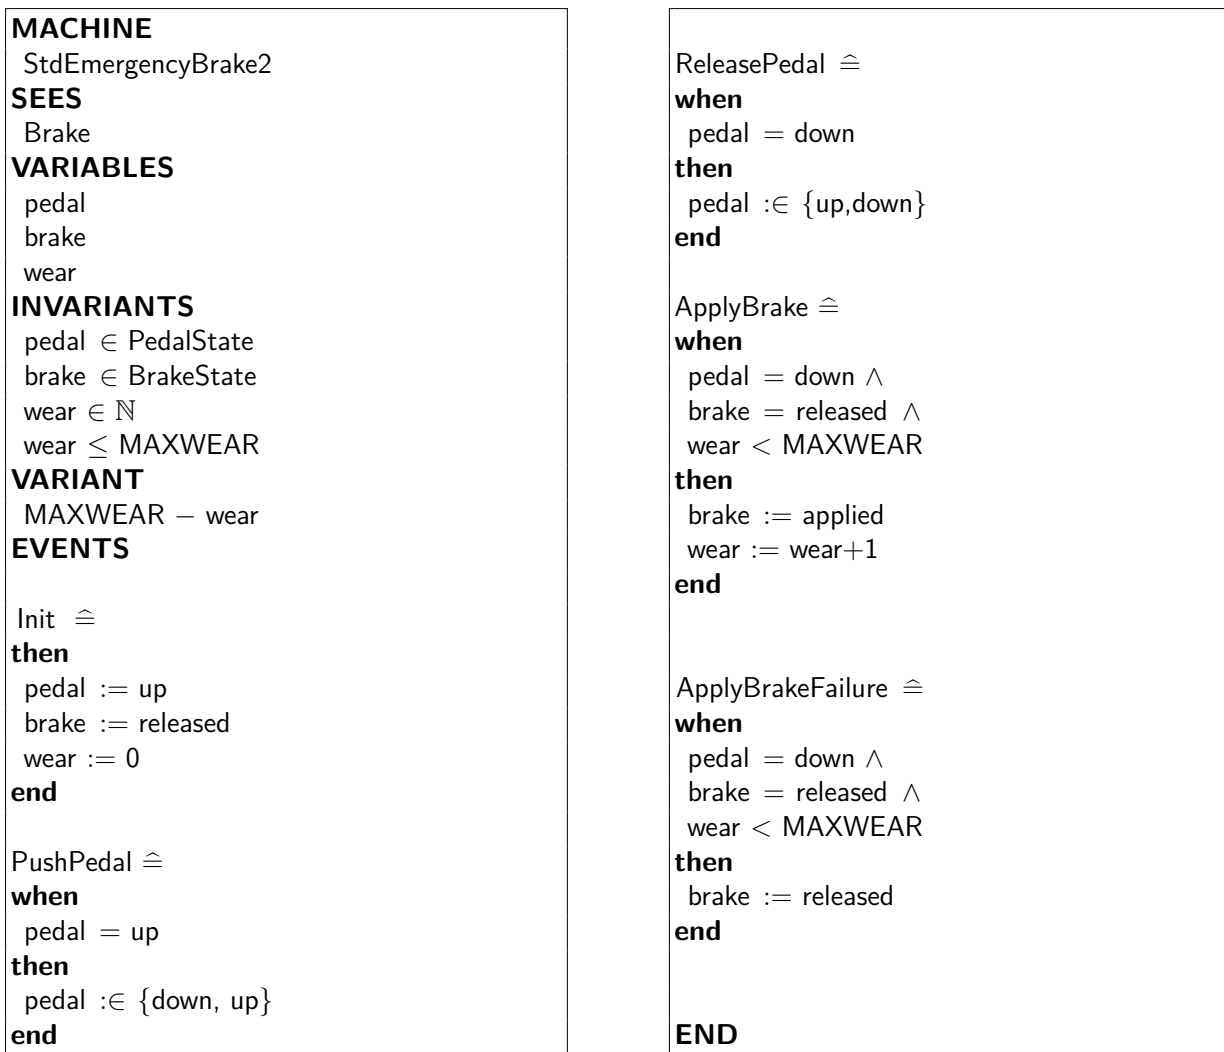 MACHINE
StdEmergencyBrake2
SEES
Brake
VARIABLES
pedal
brake
wear
INVARIANTS
pedal ∈ PedalState
brake ∈ BrakeState
wear ∈ ℕ
wear ≤ MAXWEAR
VARIANT
MAXWEAR − wear
EVENTS
Init ≙
then
pedal := up
brake := released
wear := 0
end
PushPedal ≙
when
pedal = up
then
pedal :∈ {down, up}
end
ReleasePedal ≙
when
pedal = down
then
pedal :∈ {up,down}
end
ApplyBrake ≙
when
pedal = down ∧
brake = released ∧
wear < MAXWEAR
then
brake := applied
wear := wear+1
end
ApplyBrakeFailure ≙
when
pedal = down ∧
brake = released ∧
wear < MAXWEAR
then
brake := released
end
END